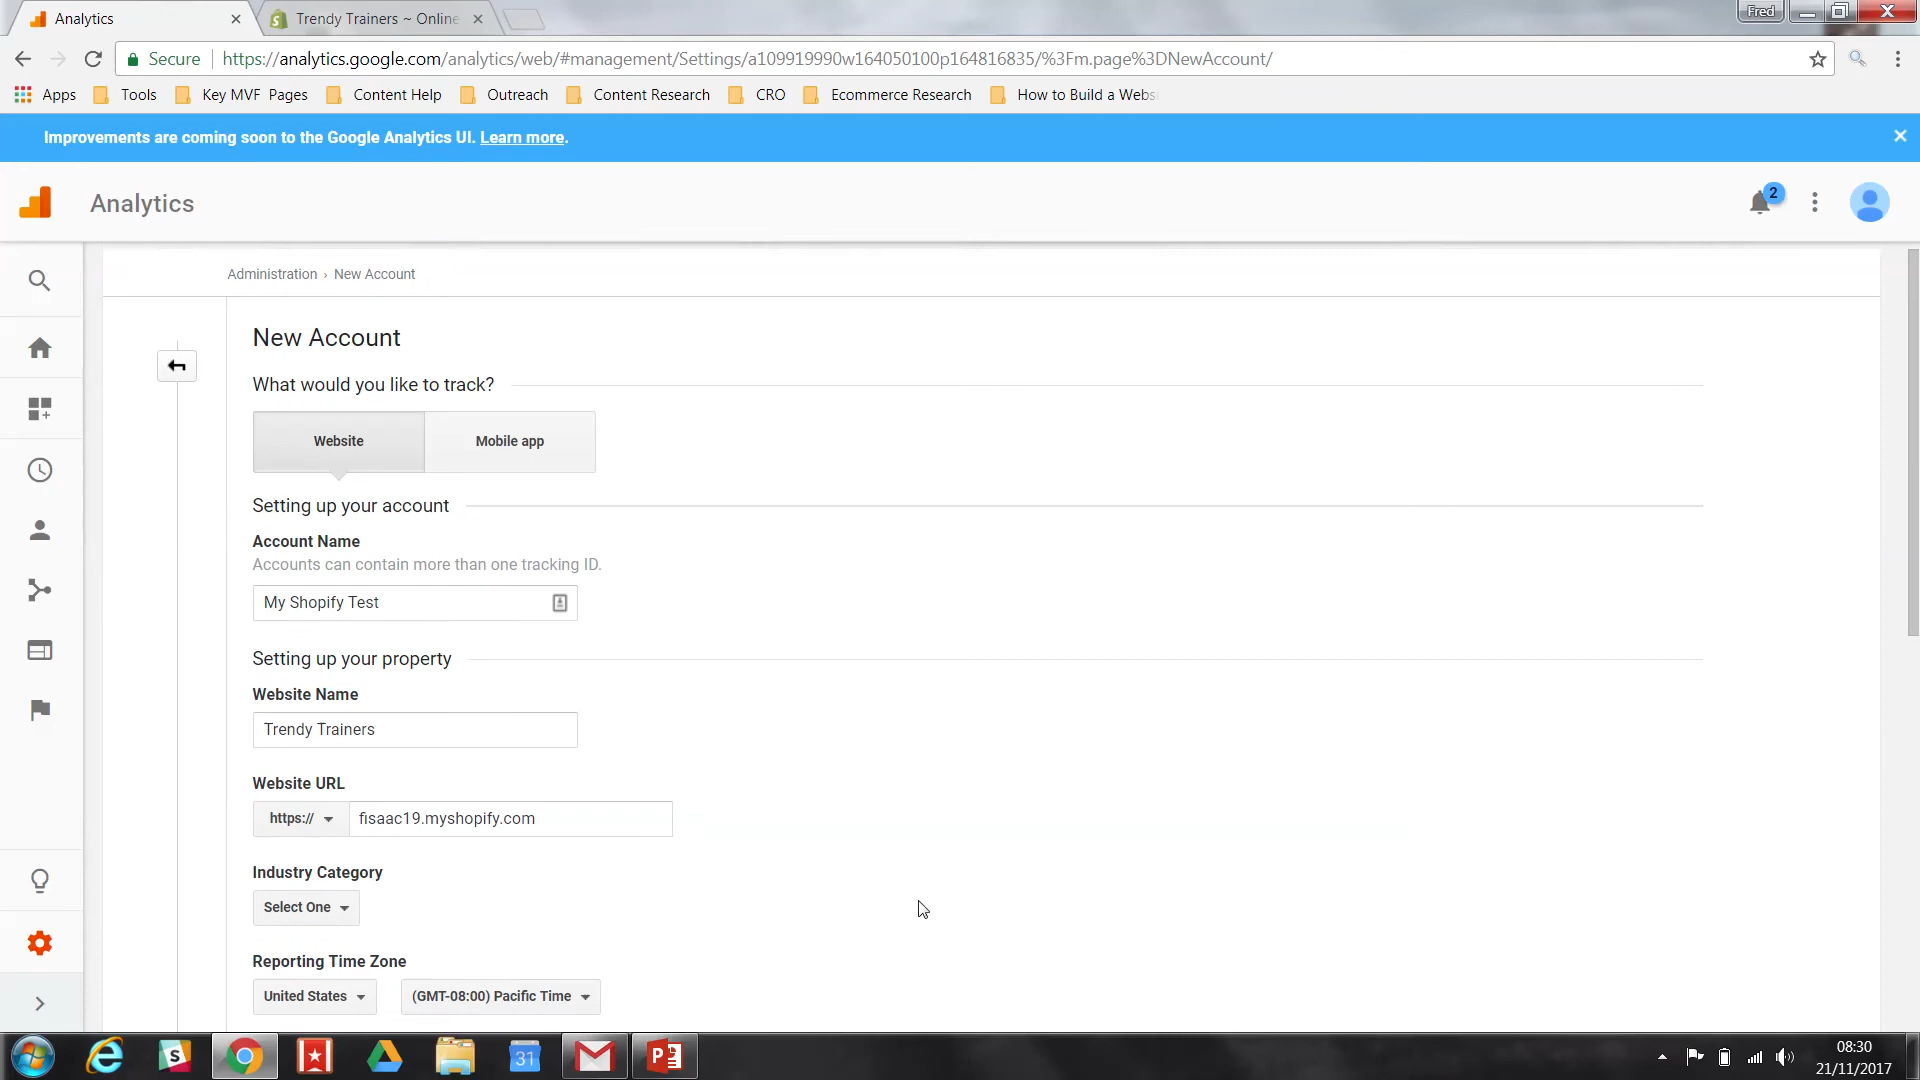 Analytics
Trendy Trainers ~ Online
Fred
Secure
https://analytics.google.com/analytics/web/#management/Settings/a109919990w164050100p164816835/%3Fm.page%3DNewAccount/
Apps
Tools
Key MVF Pages
Content Help
Outreach
Content Research
CRO
Ecommerce Research
How to Build a Webs
Improvements are coming soon to the Google Analytics UI. Learn more.
Analytics
2
Administration › New Account
New Account
What would you like to track?
Website
Mobile app
Setting up your account
Account Name
Accounts can contain more than one tracking ID.
My Shopify Test
Setting up your property
Website Name
Trendy Trainers
Website URL
https://
fisaac19.myshopify.com
Industry Category
Select One
Reporting Time Zone
United States
(GMT-08:00) Pacific Time
S
31
P
08:30
21/11/2017